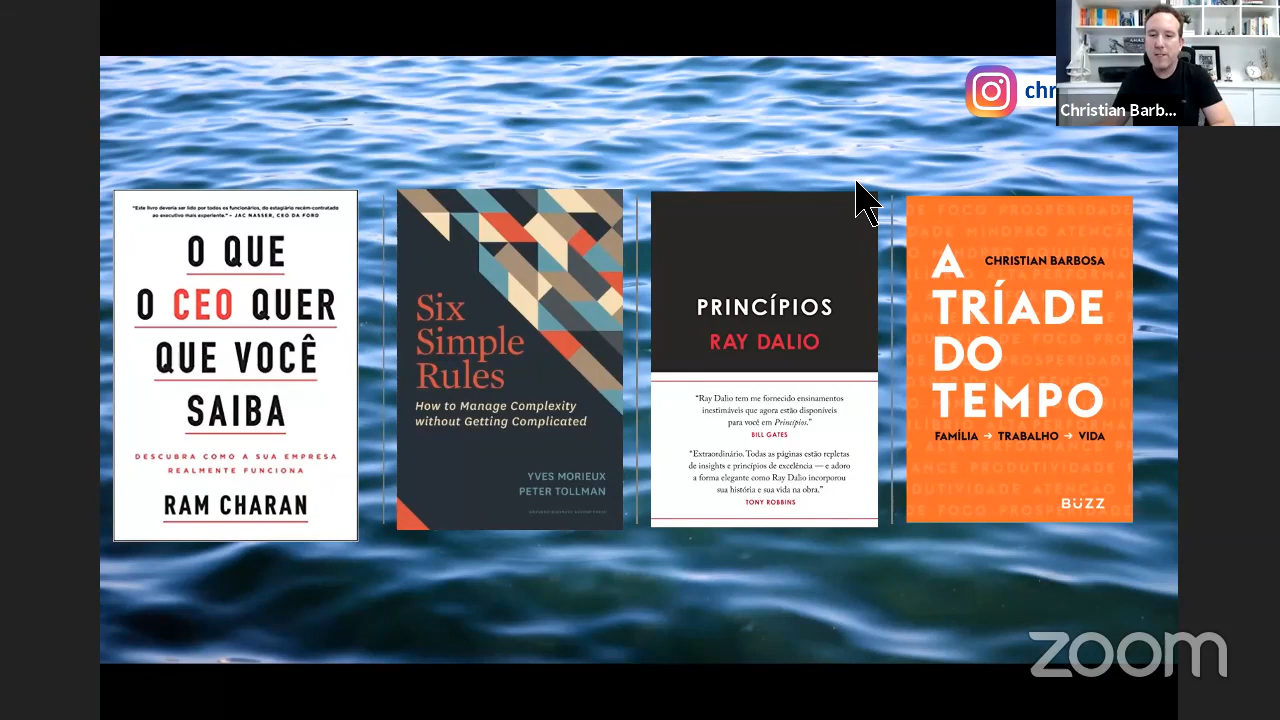 chr
Christian Barb...
"Este livro deveria ser lido por todos os funcionários, do estagiário recém-contratado
ao executivo mais experiente." – JAC NASSER, CEO DA FORD
O QUE
O CEO QUER
QUE VOCÊ
SAIBA
DESCUBRA COMO A SUA EMPRESA
REALMENTE FUNCIONA
RAM CHARAN
Six
Simple
Rules
How to Manage Complexity
without Getting Complicated
YVES MORIEUX
PETER TOLLMAN
PRINCÍPIOS
RAY DALIO
"Ray Dalio tem me fornecido ensinamentos
inestimáveis que agora estão disponíveis
para você em Princípios."
BILL GATES
"Extraordinário. Todas as páginas estão repletas
de insights e princípios de excelência — e adoro
a forma elegante como Ray Dalio incorporou
sua história e sua vida na obra."
TONY ROBBINS
A
CHRISTIAN BARBOSA
TRÍADE
DO
TEMPO
FAMÍLIA → TRABALHO → VIDA
BUZZ
zoom